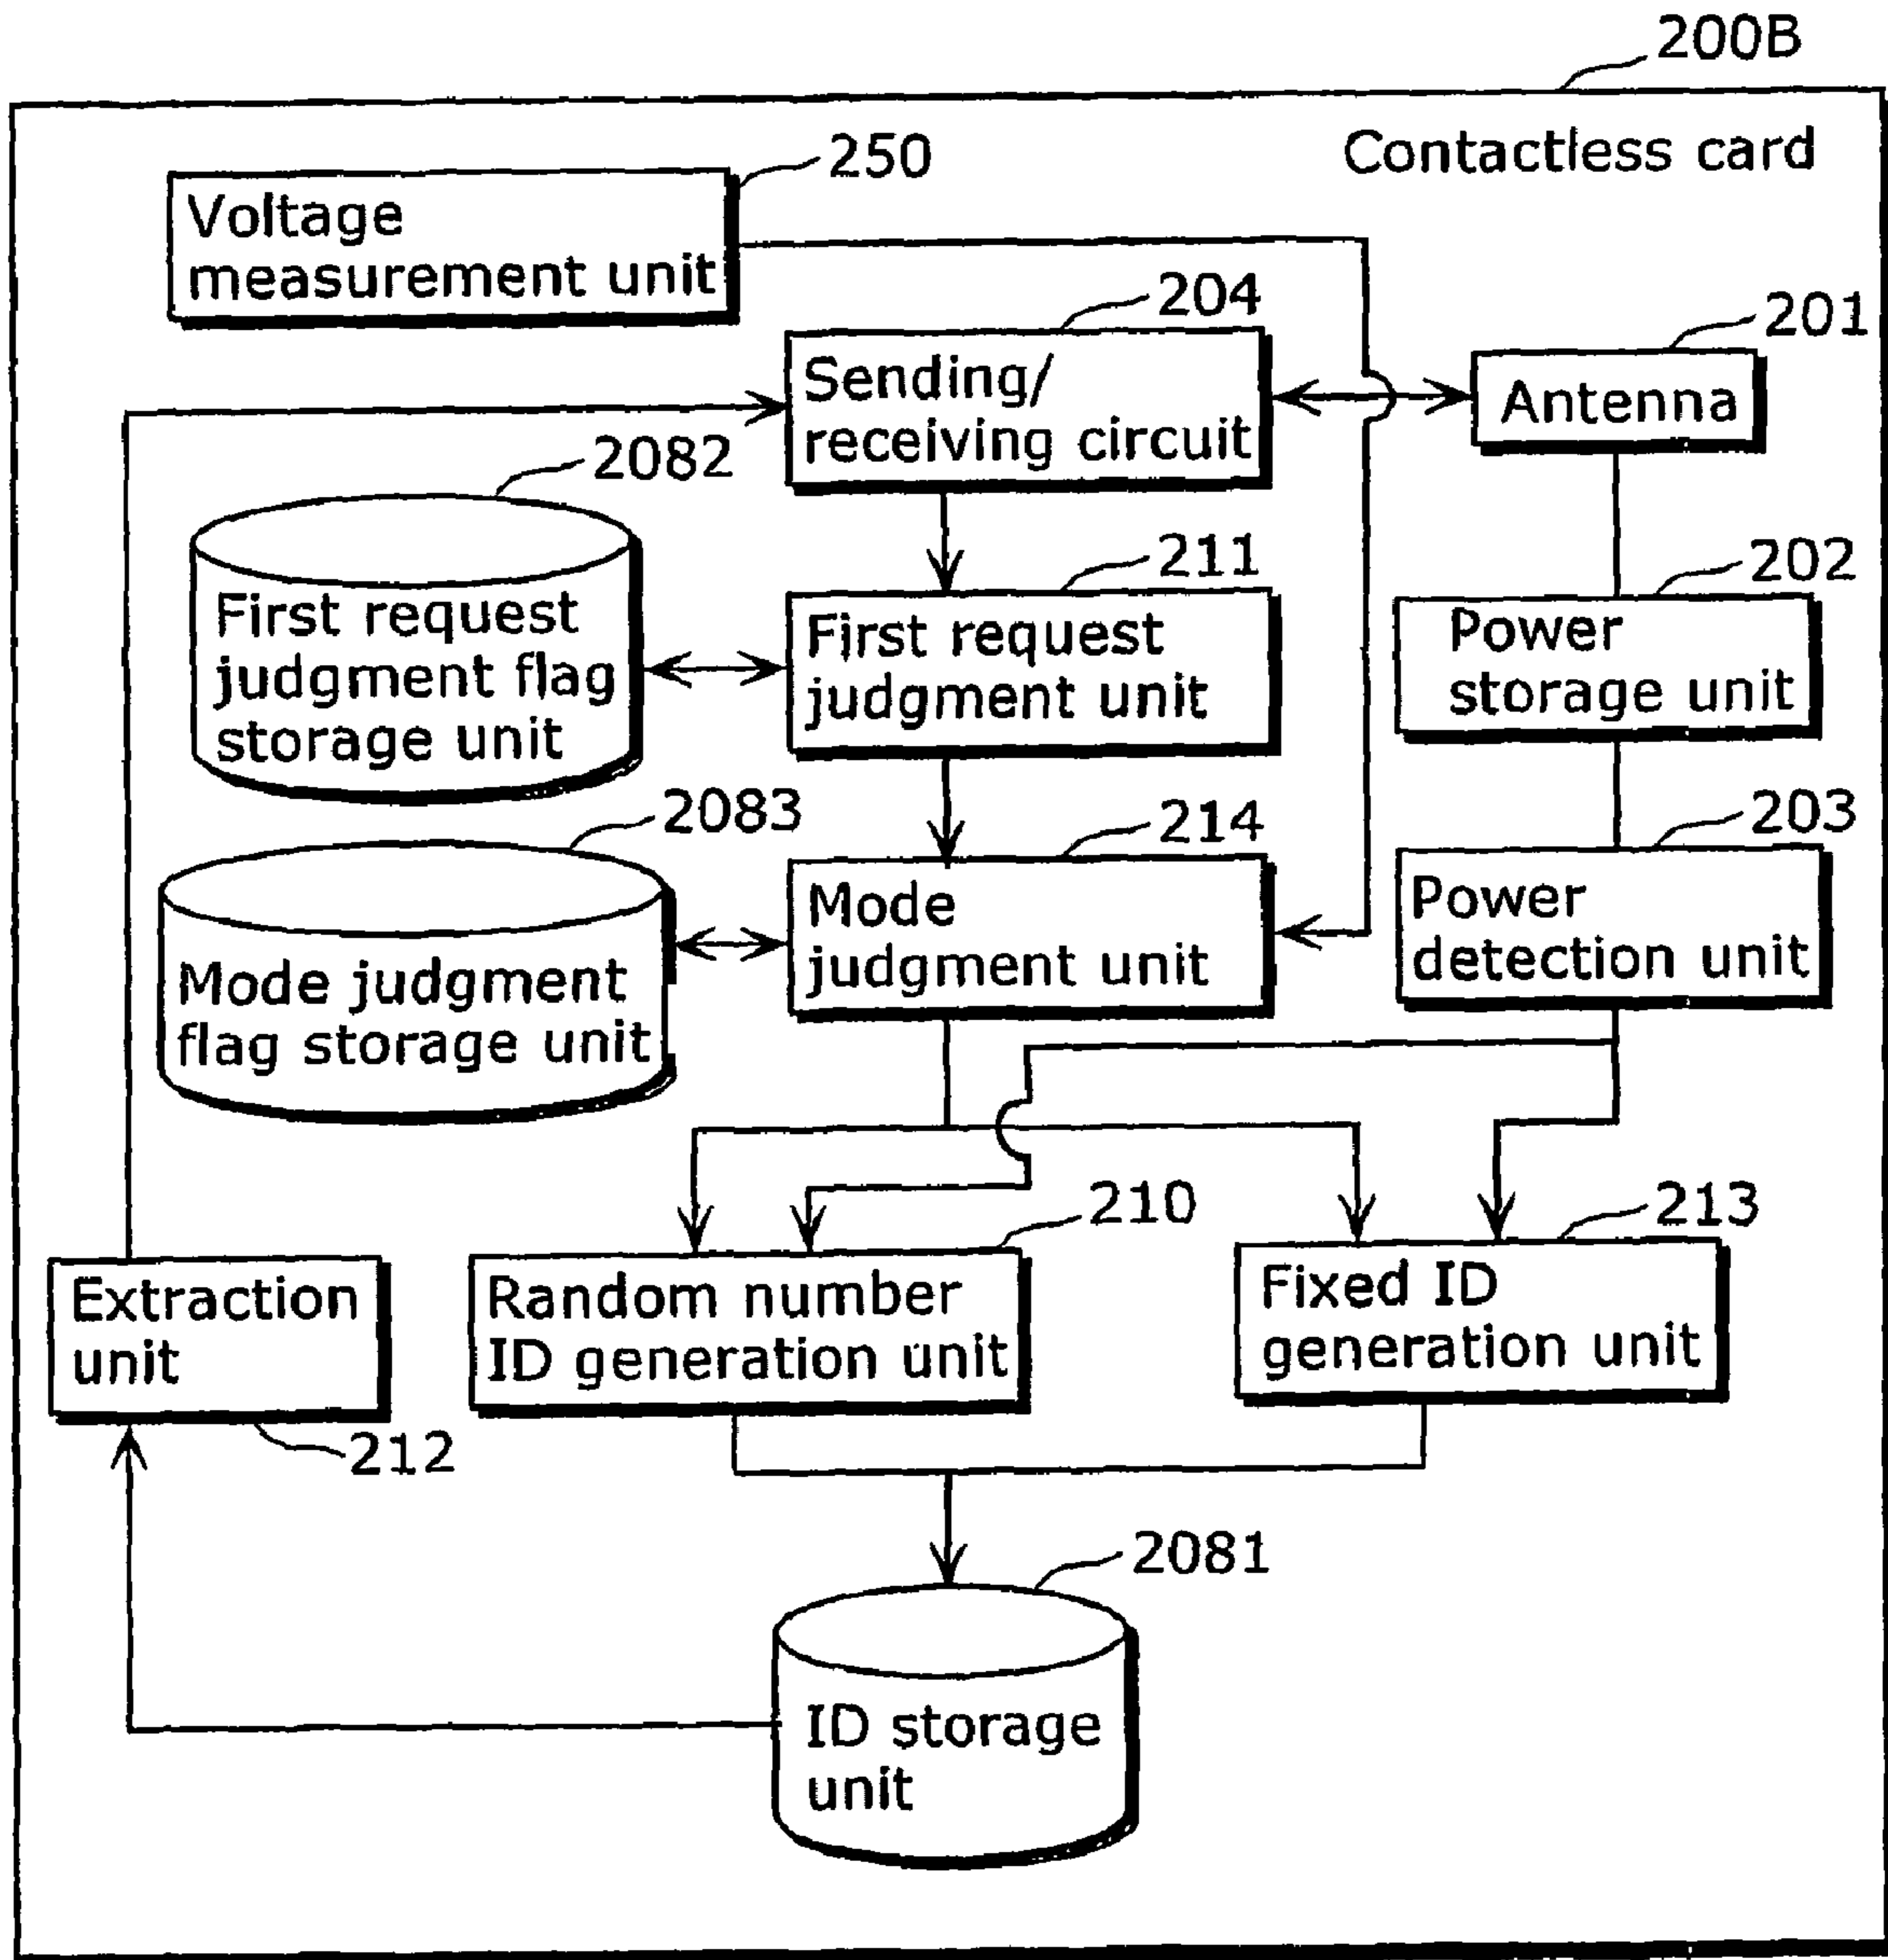 200B
Contactless card
250
Voltage
measurement unit
204
Sending/
receiving circuit
201
Antenna
2082
First request
judgment flag
storage unit
211
First request
judgment unit
202
Power
storage unit
2083
Mode judgment
flag storage unit
214
Mode
judgment unit
203
Power
detection unit
Extraction
unit
212
210
Random number
ID generation unit
213
Fixed ID
generation unit
2081
ID storage
unit